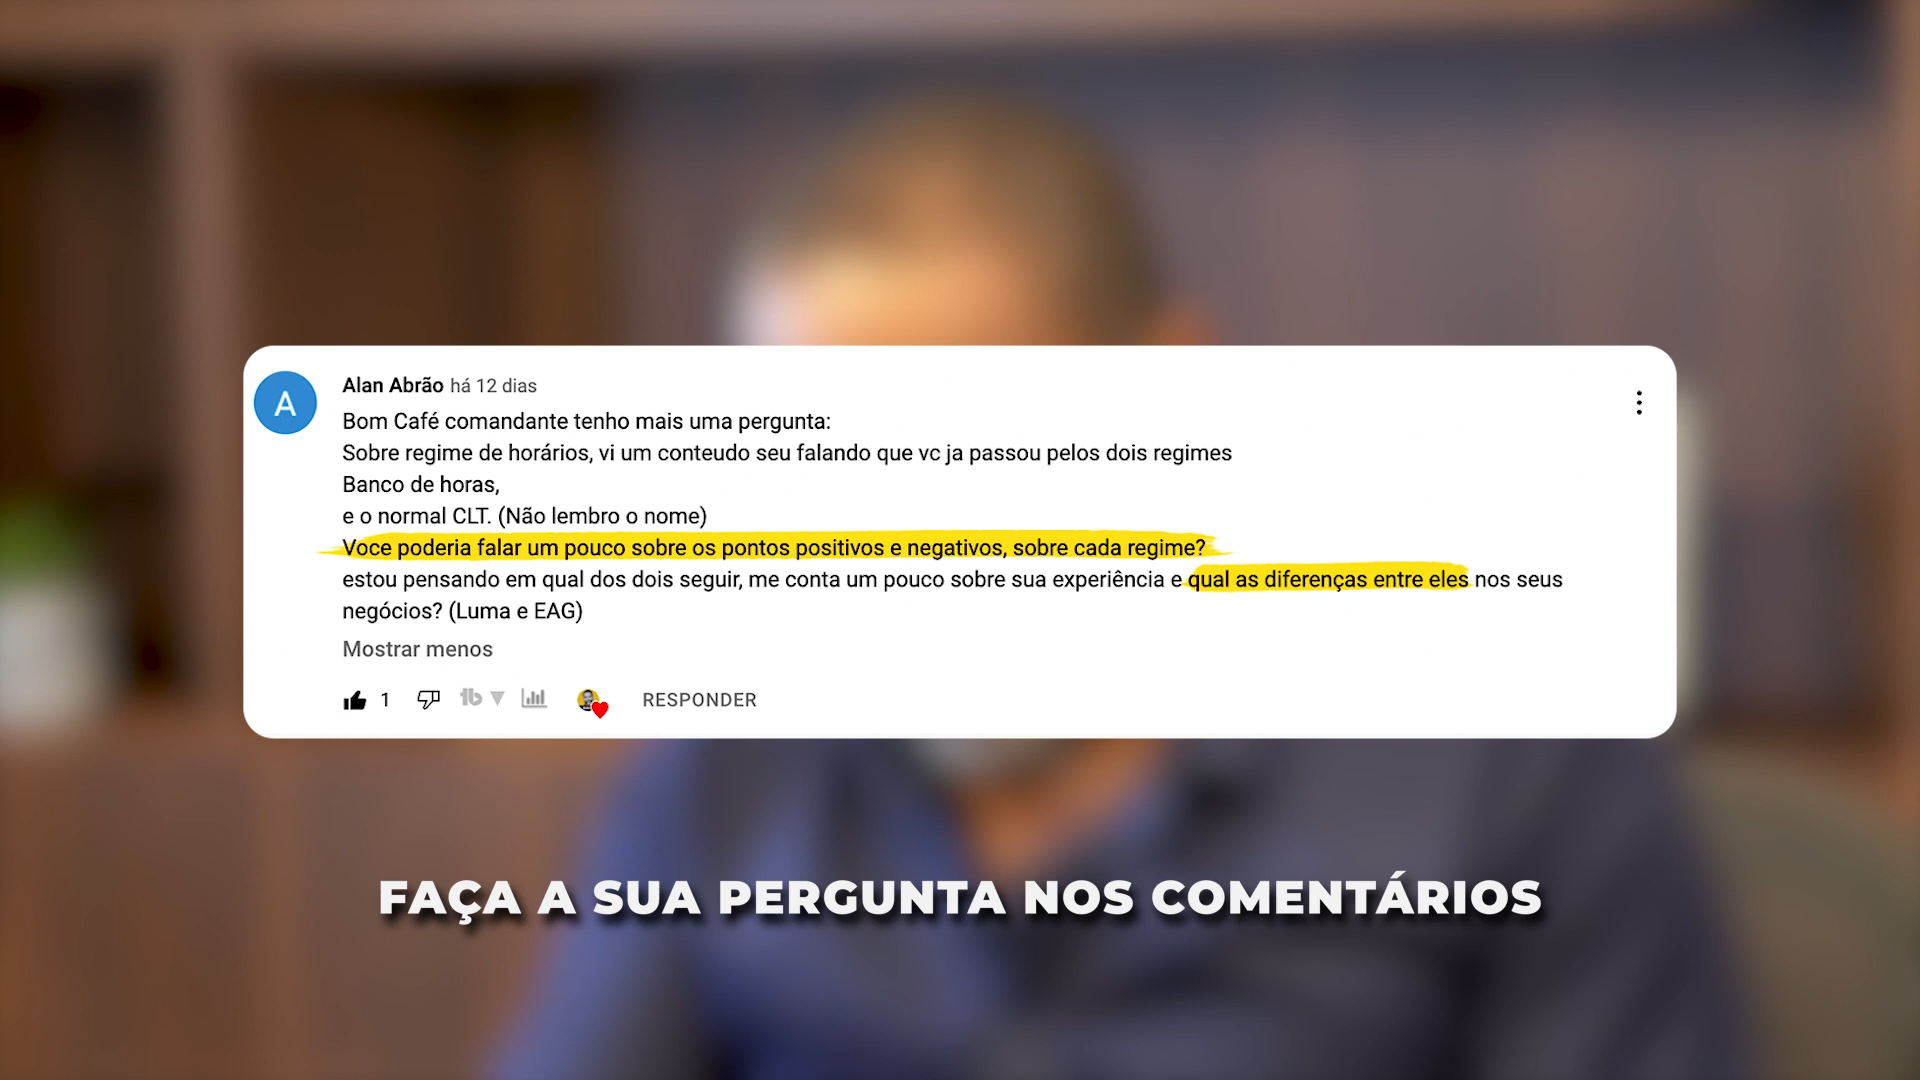 A
Alan Abrão há 12 dias
Bom Café comandante tenho mais uma pergunta:
Sobre regime de horários, vi um conteudo seu falando que vc ja passou pelos dois regimes
Banco de horas,
e o normal CLT. (Não lembro o nome)
Voce poderia falar um pouco sobre os pontos positivos e negativos, sobre cada regime?
estou pensando em qual dos dois seguir, me conta um pouco sobre sua experiência e qual as diferenças entre eles nos seus
negócios? (Luma e EAG)
Mostrar menos
1 tb RESPONDER
FAÇA A SUA PERGUNTA NOS COMENTÁRIOS